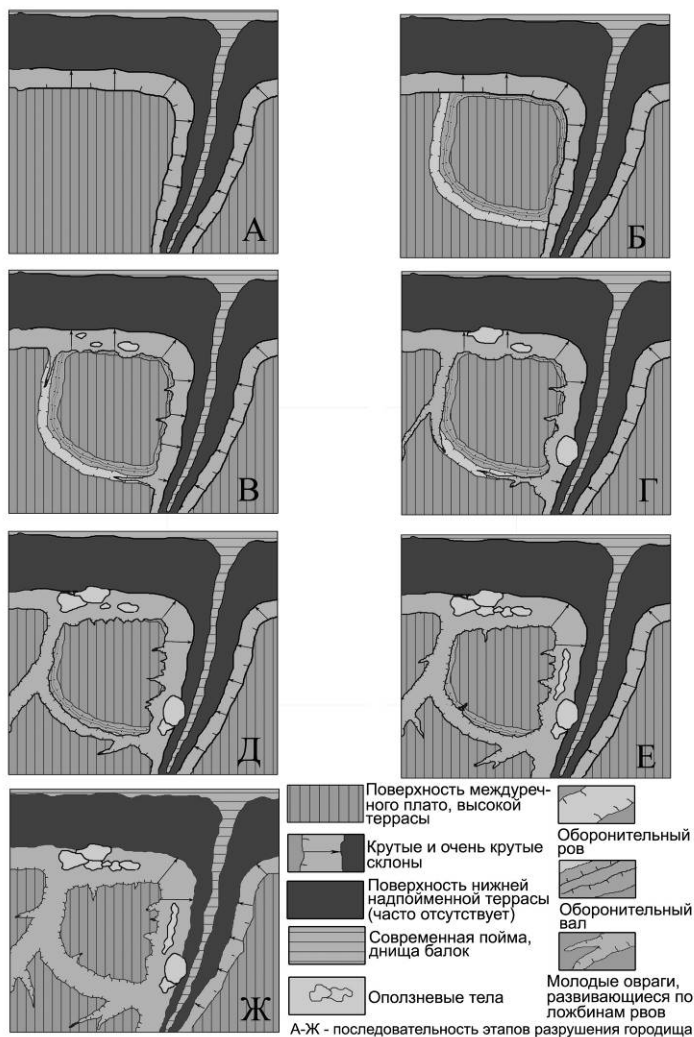 А
Б
В
Г
Д
Е
Ж
Поверхность междуреч-
ного плато, высокой
террасы
Крутые и очень крутые
склоны
Поверхность нижней
надпойменной террасы
(часто отсутствует)
Современная пойма,
днища балок
Оползневые тела
Оборонительный
ров
Оборонительный
вал
Молодые овраги,
развивающиеся по
ложбинам рвов
А-Ж - последовательность этапов разрушения городища